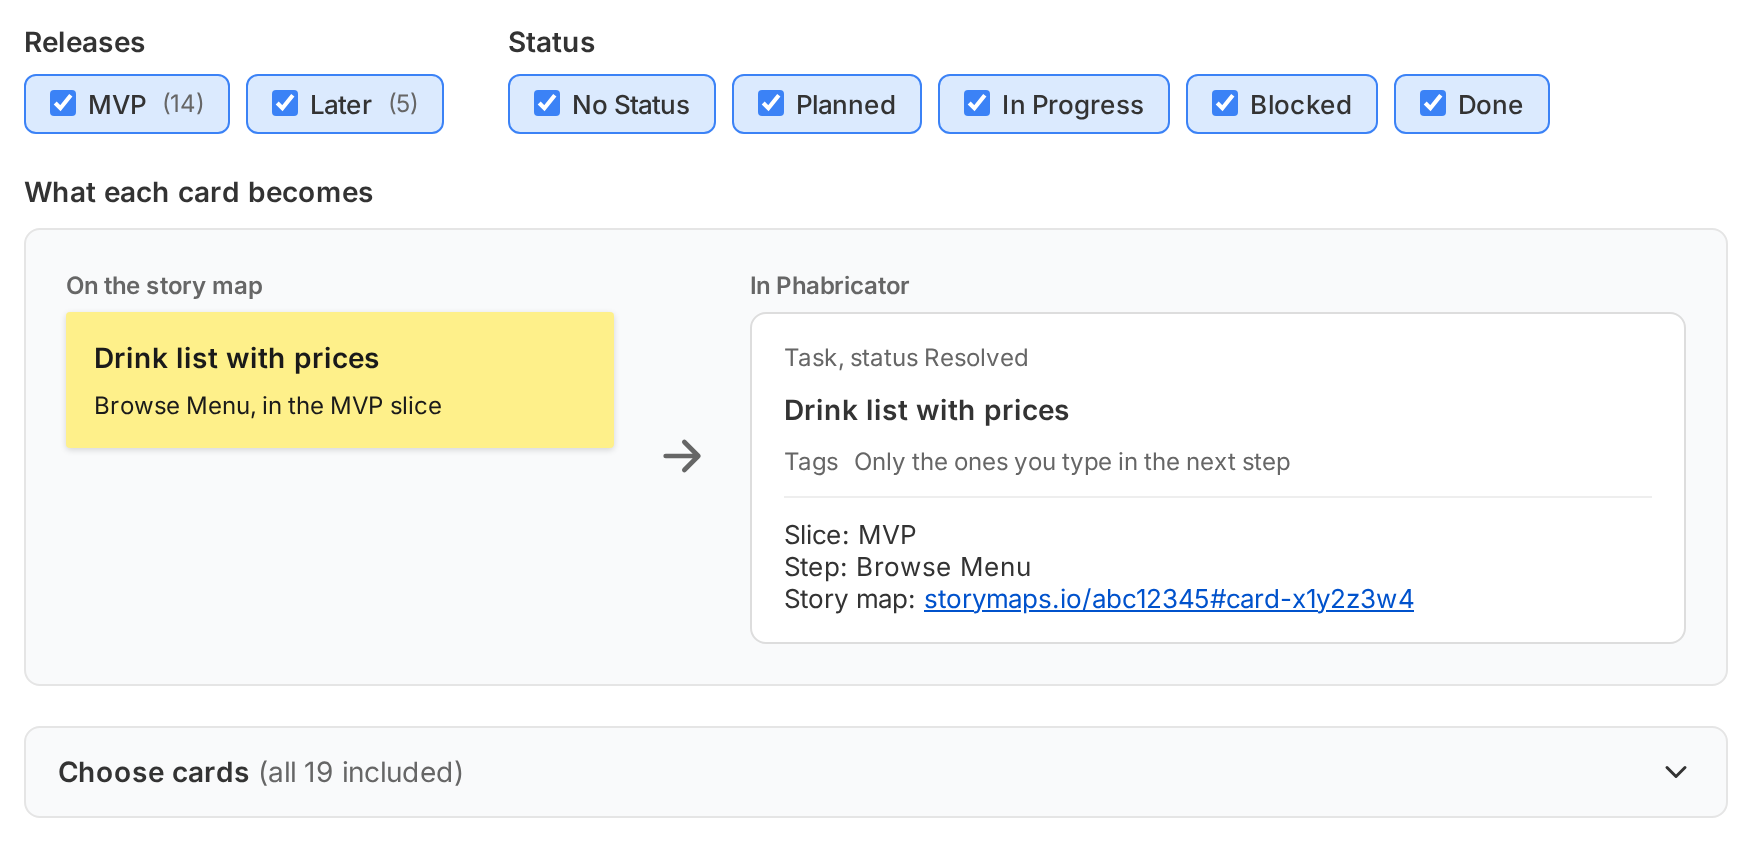 Releases
MVP (14)
Later (5)
Status
No Status
Planned
In Progress
Blocked
Done
What each card becomes
On the story map
Drink list with prices
Browse Menu, in the MVP slice
In Phabricator
Task, status Resolved
Drink list with prices
Tags Only the ones you type in the next step
Slice: MVP
Step: Browse Menu
Story map: storymaps.io/abc12345#card-x1y2z3w4
Choose cards (all 19 included)